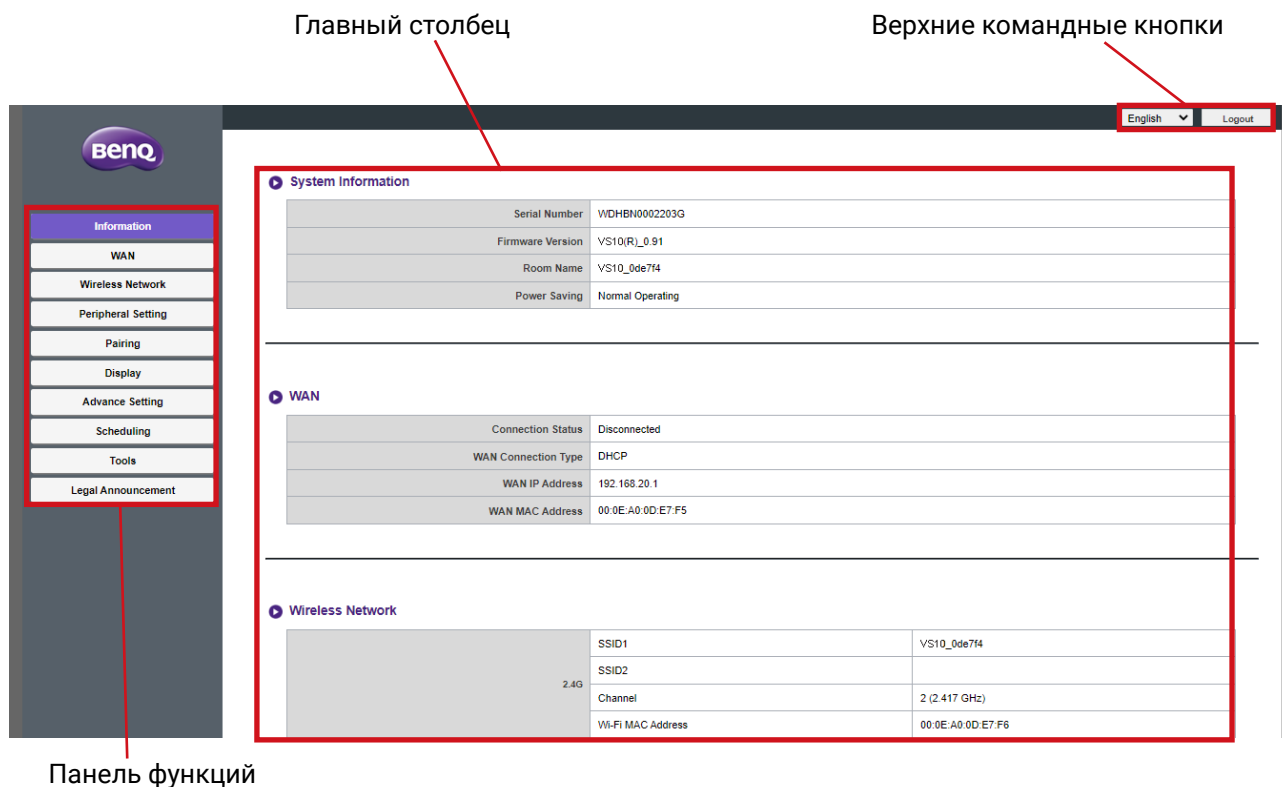 Главный столбец
Верхние командные кнопки
English Logout
BenQ
Information
WAN
Wireless Network
Peripheral Setting
Pairing
Display
Advance Setting
Scheduling
Tools
Legal Announcement
System Information
Serial Number WDHBN0002203G
Firmware Version VS10(R)_0.91
Room Name VS10_0de7f4
Power Saving Normal Operating
WAN
Connection Status Disconnected
WAN Connection Type DHCP
WAN IP Address 192.168.20.1
WAN MAC Address 00:0E:A0:0D:E7:F5
Wireless Network
2.4G
SSID1 VS10_0de7f4
SSID2
Channel 2 (2.417 GHz)
Wi-Fi MAC Address 00:0E:A0:0D:E7:F6
Панель функций